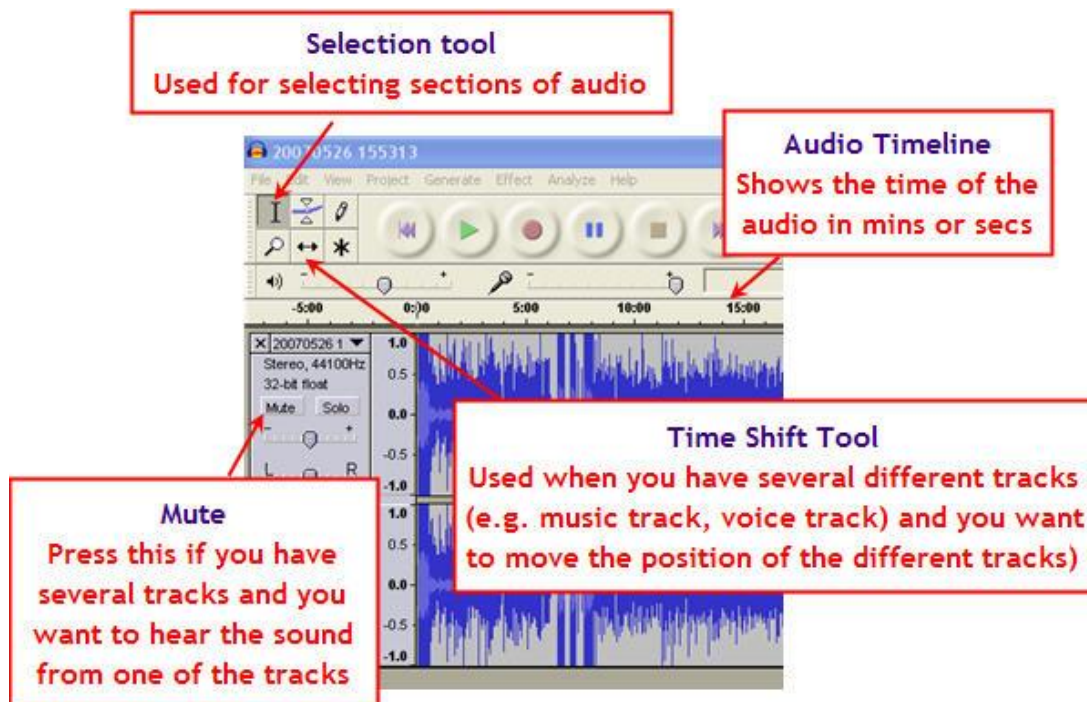 Selection tool
Used for selecting sections of audio
Audio Timeline
Shows the time of the
audio in mins or secs
20070526 155313
File Edit View Project Generate Effect Analyze Help
-5:00 0:00 5:00 10:00 15:00
20070526 1
Stereo, 44100Hz
32-bit float
Mute Solo
- +
L R
1.0
0.5
0.0
-0.5
-1.0
1.0
0.5
0.0
-0.5
-1.0
Time Shift Tool
Used when you have several different tracks
(e.g. music track, voice track) and you want
to move the position of the different tracks)
Mute
Press this if you have
several tracks and you
want to hear the sound
from one of the tracks